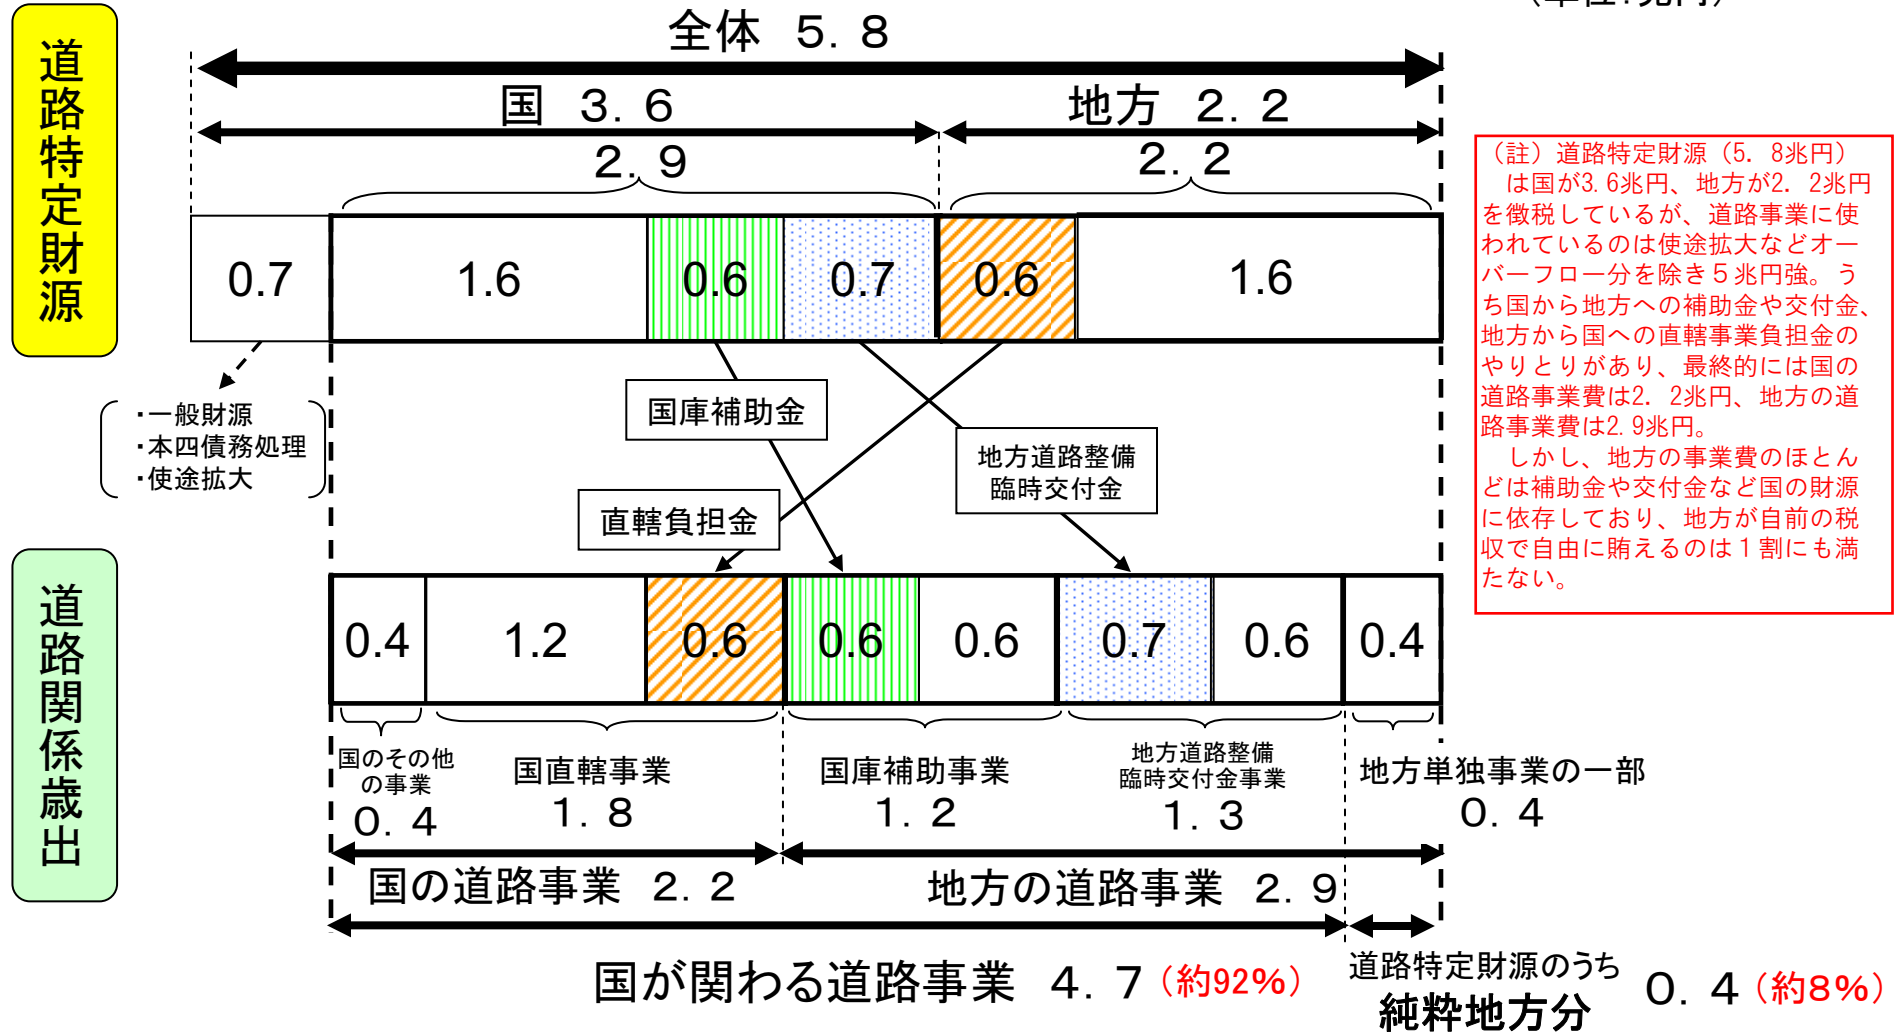 （単位：兆円）
道路特定財源
全体 ５．８
国 ３．６
地方 ２．２
２．９
２．２
0.7
1.6
0.6
0.7
0.6
1.6
・一般財源
・本四債務処理
・使途拡大
国庫補助金
地方道路整備
臨時交付金
直轄負担金
（註）道路特定財源（5．8兆円）
は国が3.6兆円、地方が2．2兆円
を徴税しているが、道路事業に使
われているのは使途拡大などオー
バーフロー分を除き５兆円強。う
ち国から地方への補助金や交付金、
地方から国への直轄事業負担金の
やりとりがあり、最終的には国の
道路事業費は2．2兆円、地方の道
路事業費は2.9兆円。
しかし、地方の事業費のほとん
どは補助金や交付金など国の財源
に依存しており、地方が自前の税
収で自由に賄えるのは１割にも満
たない。
道路関係歳出
0.4
1.2
0.6
0.6
0.6
0.7
0.6
0.4
国のその他
の事業
０．４
国直轄事業
１．８
国庫補助事業
１．２
地方道路整備
臨時交付金事業
１．３
地方単独事業の一部
０．４
国の道路事業 ２．２
地方の道路事業 ２．９
国が関わる道路事業 ４．７（約92%）
道路特定財源のうち
純粋地方分
０．４（約8%）